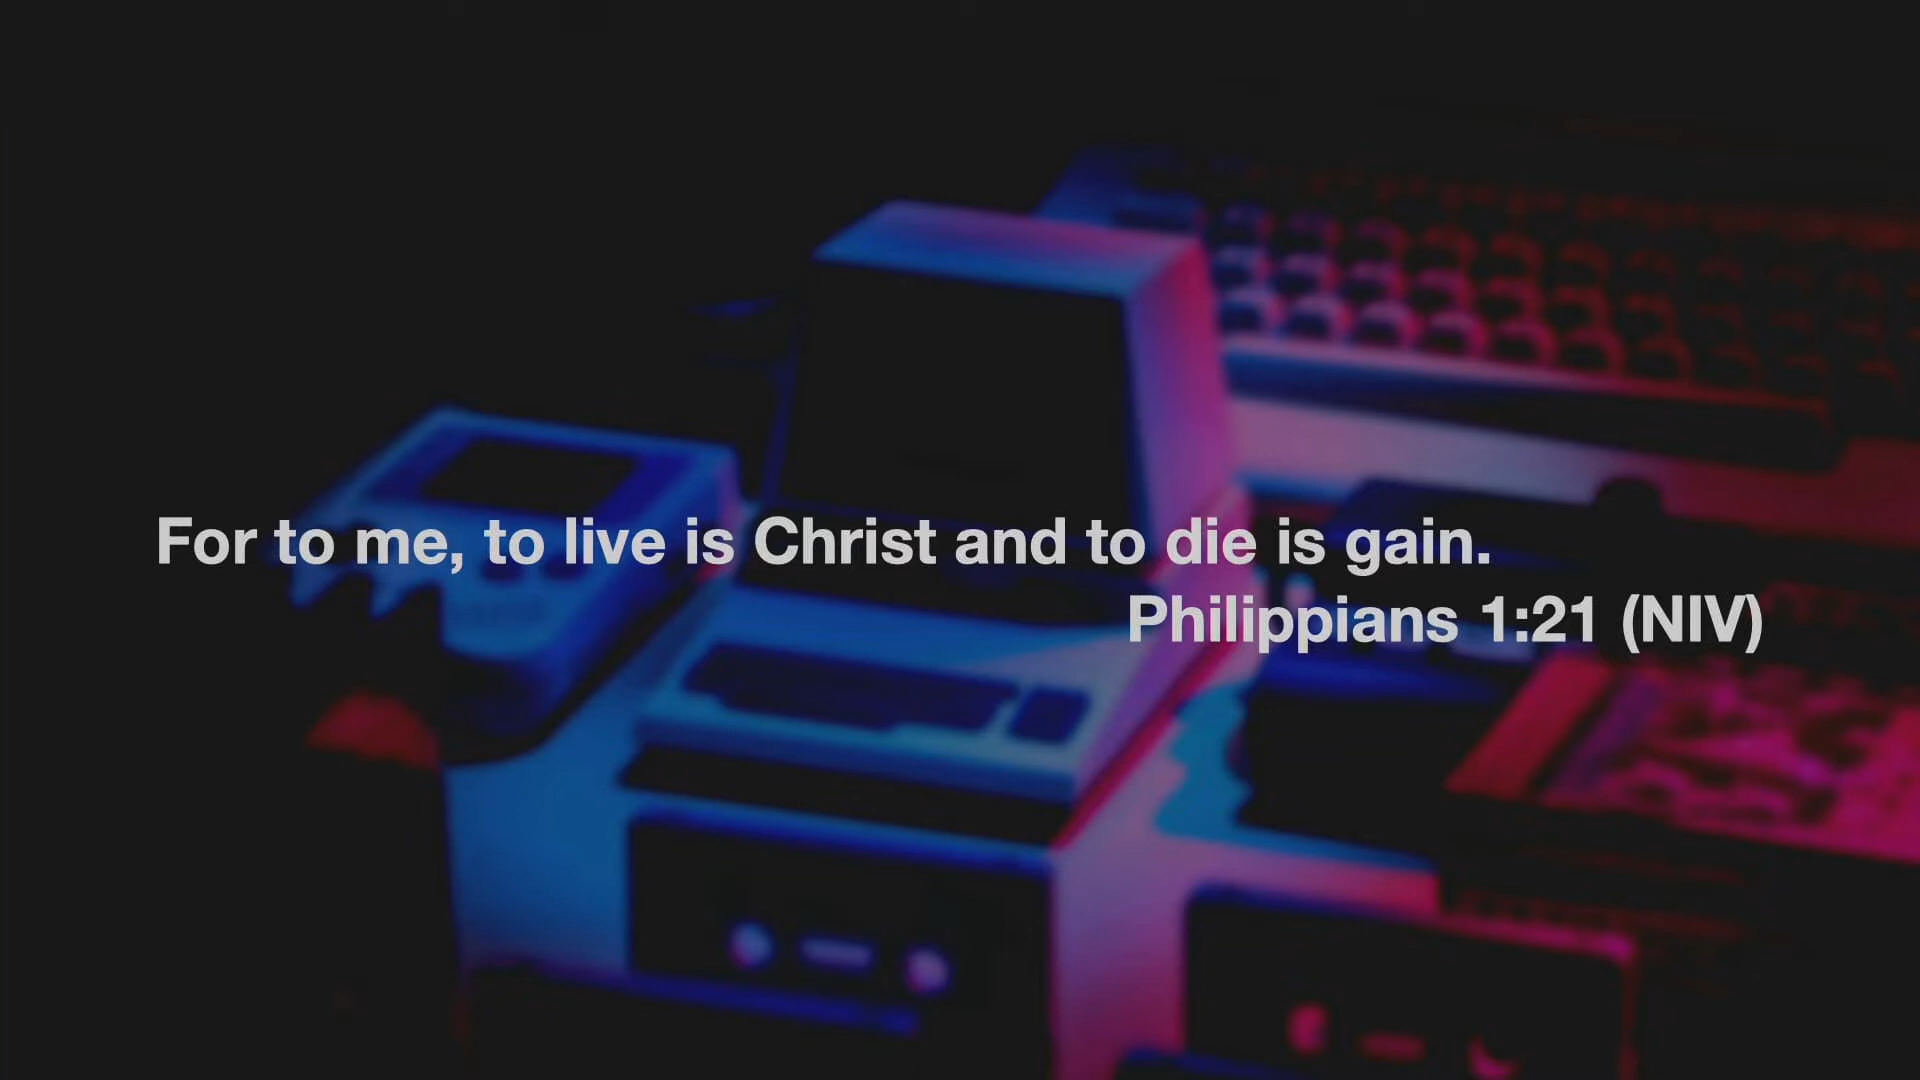 For to me, to live is Christ and to die is gain.
Philippians 1:21 (NIV)